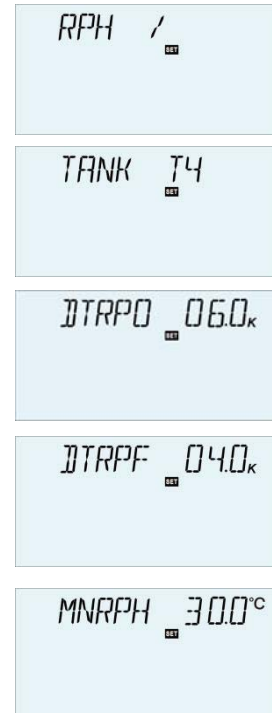 RPH /
SET
TANK T4
SET
DTRPO 06.0K
SET
DTRPF 04.0K
SET
MNRPH 30.0°C
SET